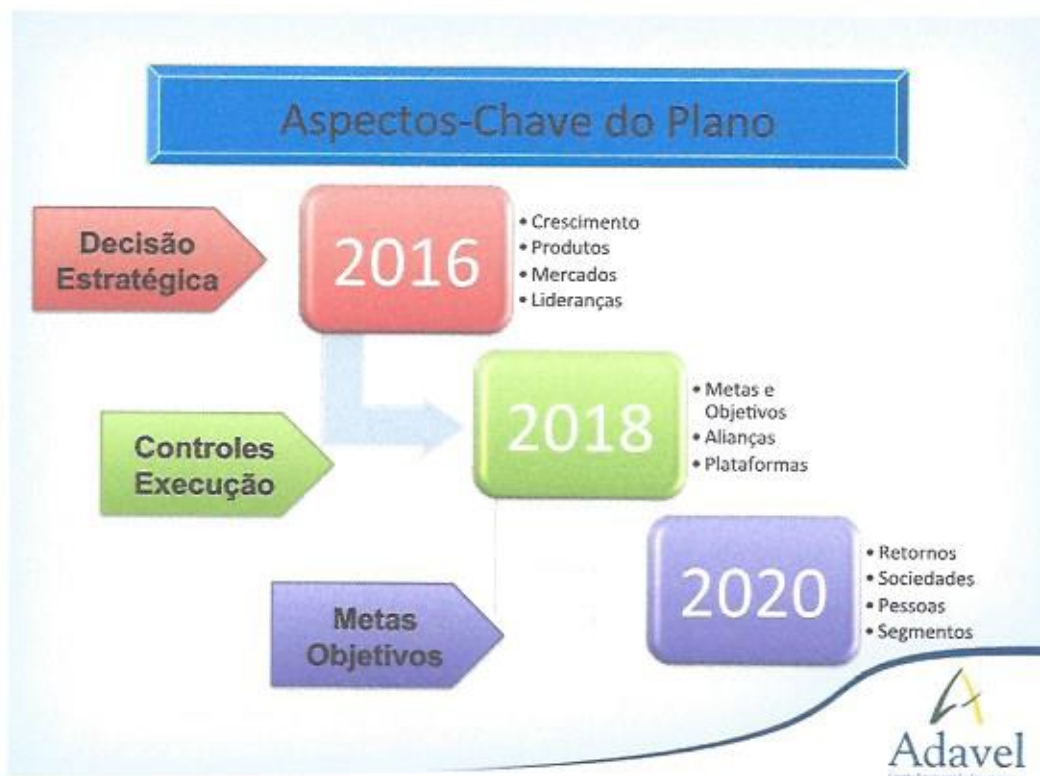 Aspectos-Chave do Plano
Decisão
Estratégica
2016
• Crescimento
• Produtos
• Mercados
• Lideranças
Controles
Execução
2018
• Metas e
Objetivos
• Alianças
• Plataformas
Metas
Objetivos
2020
• Retornos
• Sociedades
• Pessoas
• Segmentos
Adavel